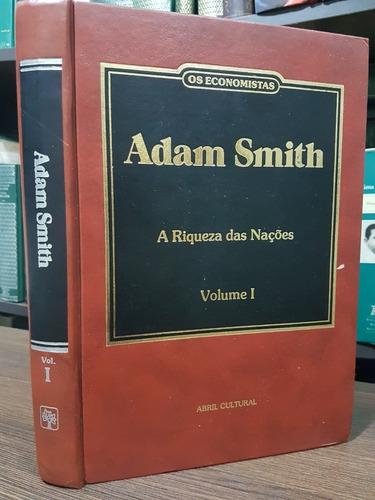 OS ECONOMISTAS
Adam Smith
A Riqueza das Nações
Volume I
ABRIL CULTURAL
Adam Smith
Vol.
I